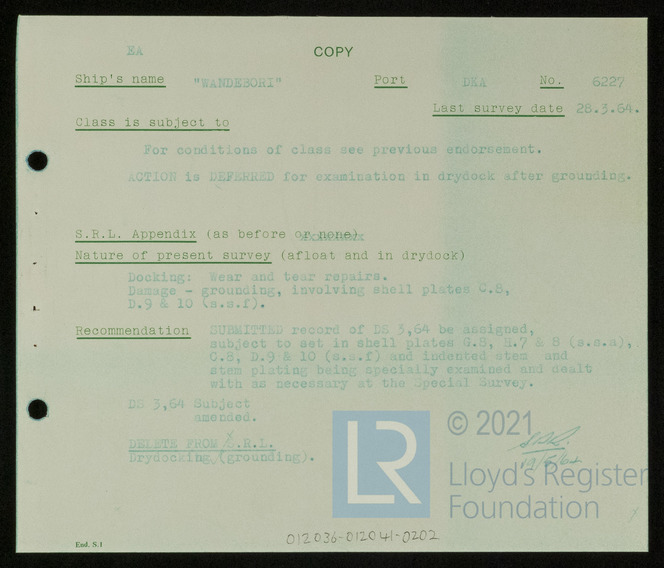 EA
COPY
Ship's name "WANDESORI" Port DKA No. 6227
Last survey date 28.3.64.
Class is subject to
For conditions of class see previous endorsement.
ACTION is DEFERRED for examination in drydock after grounding.
S.R.L. Appendix (as before or none)
Nature of present survey (afloat and in drydock)
Docking: Wear and tear repairs.
Damage - grounding, involving shell plates C.8,
D.9 & 10 (s.s.f).
Recommendation SUBMITTED record of DS 3,64 be assigned,
subject to set in shell plates G.8, H.7 & 8 (s.s.a),
C.8, D.9 & 10 (s.s.f) and indented stem and
stem plating being specially examined and dealt
with as necessary at the Special Survey.
DS 3,64 Subject
amended.
DELETE FROM S.R.L.
Drydocking (grounding).
LR
© 2021
Lloyd's Register
Foundation
End. S.1
012036-012041-0202